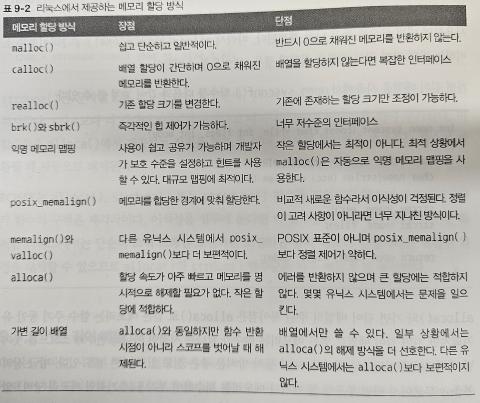 표 9-2 리눅스에서 제공하는 메모리 할당 방식
메모리 할당 방식 장점 단점
malloc() 쉽고 단순하고 일반적이다. 반드시 0으로 채워진 메모리를 반환하지 않는다.
calloc() 배열 할당이 간단하며 0으로 채워진 배열을 할당하지 않는다면 복잡한 인터페이스
메모리를 반환한다.
realloc() 기존 할당 크기를 변경한다. 기존에 존재하는 할당 크기만 조정이 가능하다.
brk()와 sbrk() 즉각적인 힙 제어가 가능하다. 너무 저수준의 인터페이스
익명 메모리 매핑 사용이 쉽고 공유가 가능하며 개발자 작은 할당에서는 최적이 아니다. 최적 상황에서
가 보호 수준을 설정하고 힌트를 사용 malloc()은 자동으로 익명 메모리 맵핑을 사
할 수 있다. 대규모 맵핑에 최적이다. 용한다.
posix_memalign() 메모리를 합당한 경계에 맞춰 할당한다. 비교적 새로운 함수라서 이식성이 걱정된다. 정렬
이 고려 사항이 아니라면 너무 지나친 방식이다.
memalign()와 다른 유닉스 시스템에서 posix_ POSIX 표준이 아니며 posix_memalign( )
valloc() memalign()보다 더 보편적이다. 보다 정렬 제어가 약하다.
alloca() 할당 속도가 아주 빠르고 메모리를 명 에러를 반환하지 않으며 큰 할당에는 적합하지
시적으로 해제할 필요가 없다. 작은 할 않다. 몇몇 유닉스 시스템에서는 문제를 일으
당에 적합하다. 킨다.
가변 길이 배열 alloca()와 동일하지만 함수 반환 배열에서만 쓸 수 있다. 일부 상황에서는
시점이 아니라 스코프를 벗어날 때 해 alloca()의 해제 방식을 더 선호한다. 다른 유
제된다. 닉스 시스템에서는 alloca()보다 보편적이지
않다.